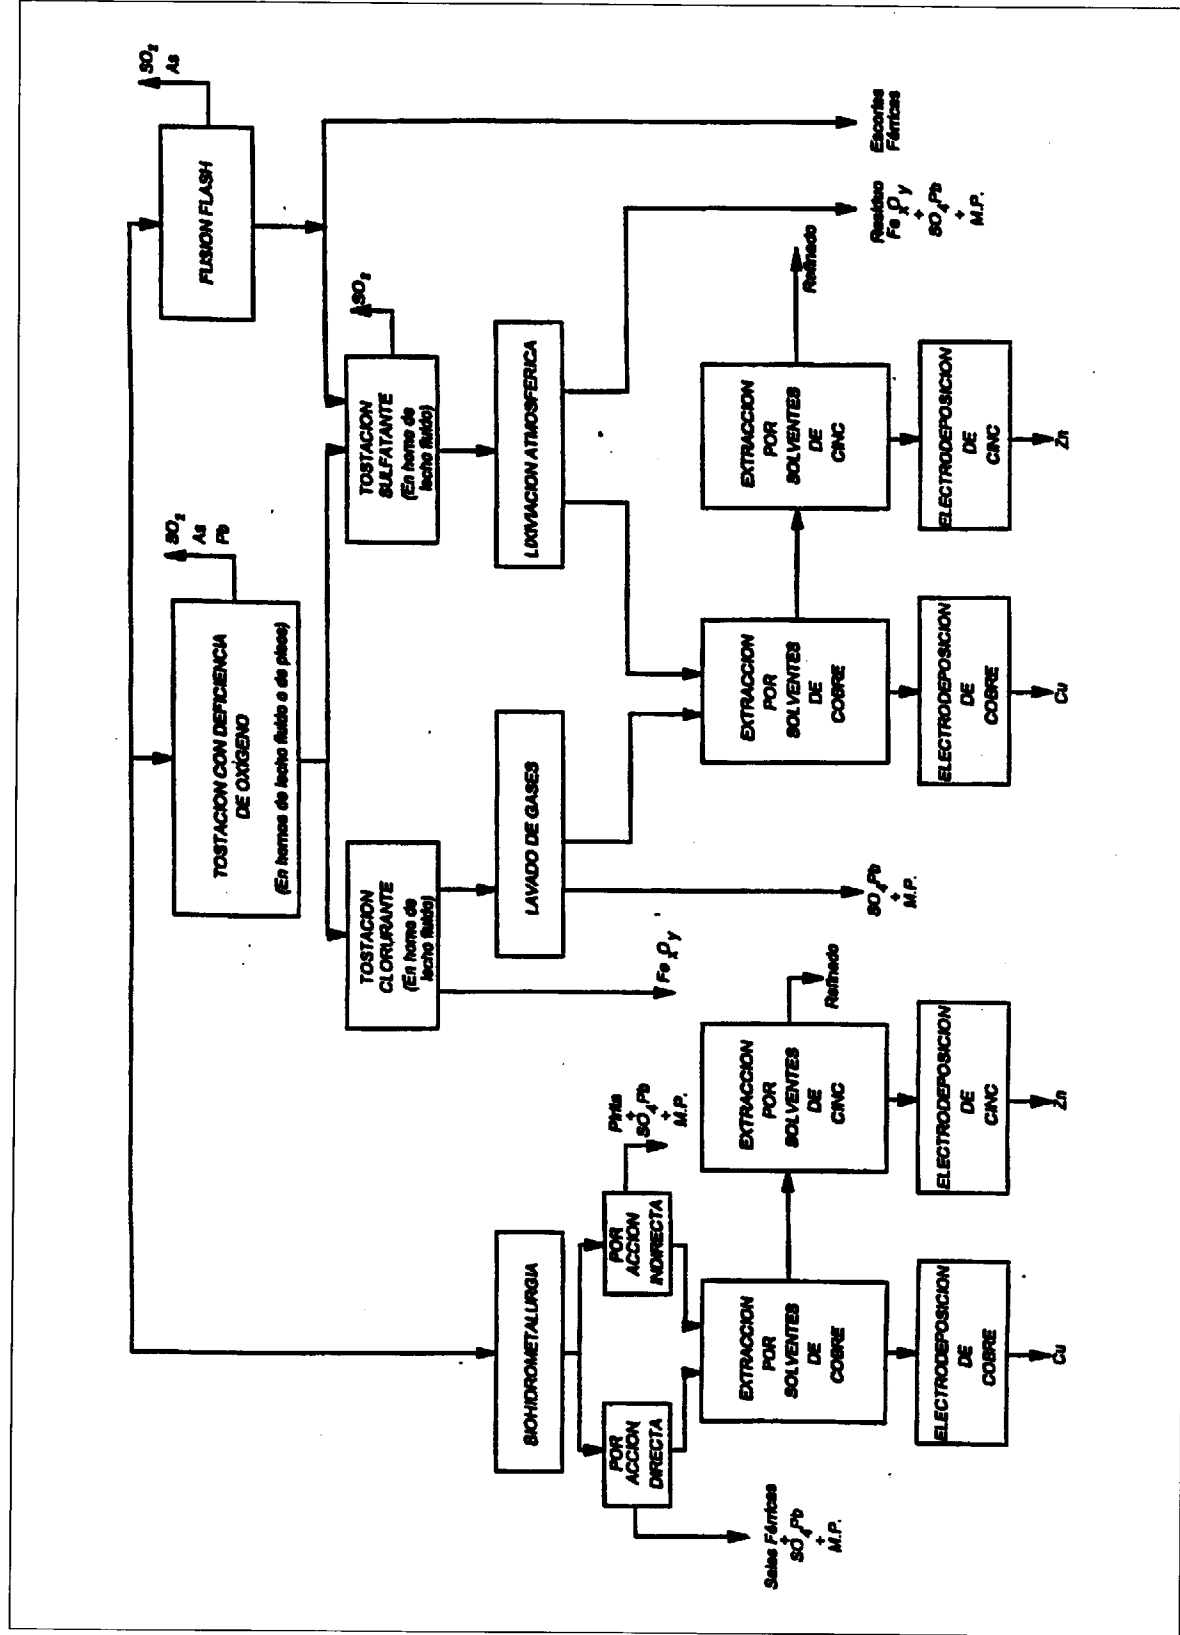 FUSION FLASH
SO2
As
TOSTACION CON DEFICIENCIA
DE OXÍGENO
(En hornos de lecho fluido o de pisos)
SO2
As
Pb
TOSTACION
CLORURANTE
(En horno de
lecho fluido)
TOSTACION
SULFATANTE
(En horno de
lecho fluido)
SO2
BIOHIDROMETALURGIA
LAVADO DE GASES
LIXIVIACION ATMOSFERICA
POR
ACCION
DIRECTA
POR
ACCION
INDIRECTA
Pirita
+
SO4Pb
+
M.P.
FexOy
Sales Férricas
+
SO4Pb
+
M.P.
EXTRACCION
POR
SOLVENTES
DE
COBRE
EXTRACCION
POR
SOLVENTES
DE
CINC
Refinado
SO4Pb
+
M.P.
EXTRACCION
POR
SOLVENTES
DE
COBRE
EXTRACCION
POR
SOLVENTES
DE
CINC
Refinado
Residuo
FexOy
+
SO4Pb
+
M.P.
Escorias
Férricas
ELECTRODEPOSICION
DE
COBRE
ELECTRODEPOSICION
DE
CINC
ELECTRODEPOSICION
DE
COBRE
ELECTRODEPOSICION
DE
CINC
Cu
Zn
Cu
Zn